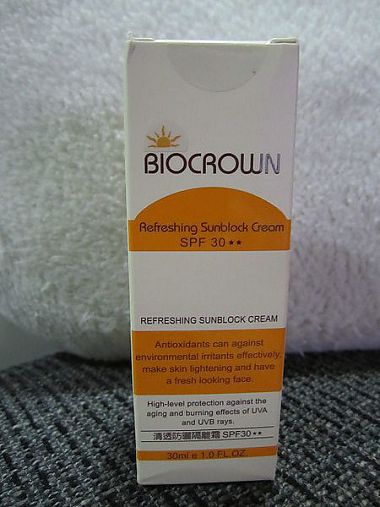 BIOCROWN
Refreshing Sunblock Cream
SPF 30 ★★
REFRESHING SUNBLOCK CREAM
Antioxidants can against
environmental irritants effectively,
make skin lightening and have
a fresh looking face.
High-level protection against the
aging and burning effects of UVA
and UVB rays.
清透防曬隔離霜 SPF30★★
30ml e 1.0 FL.OZ